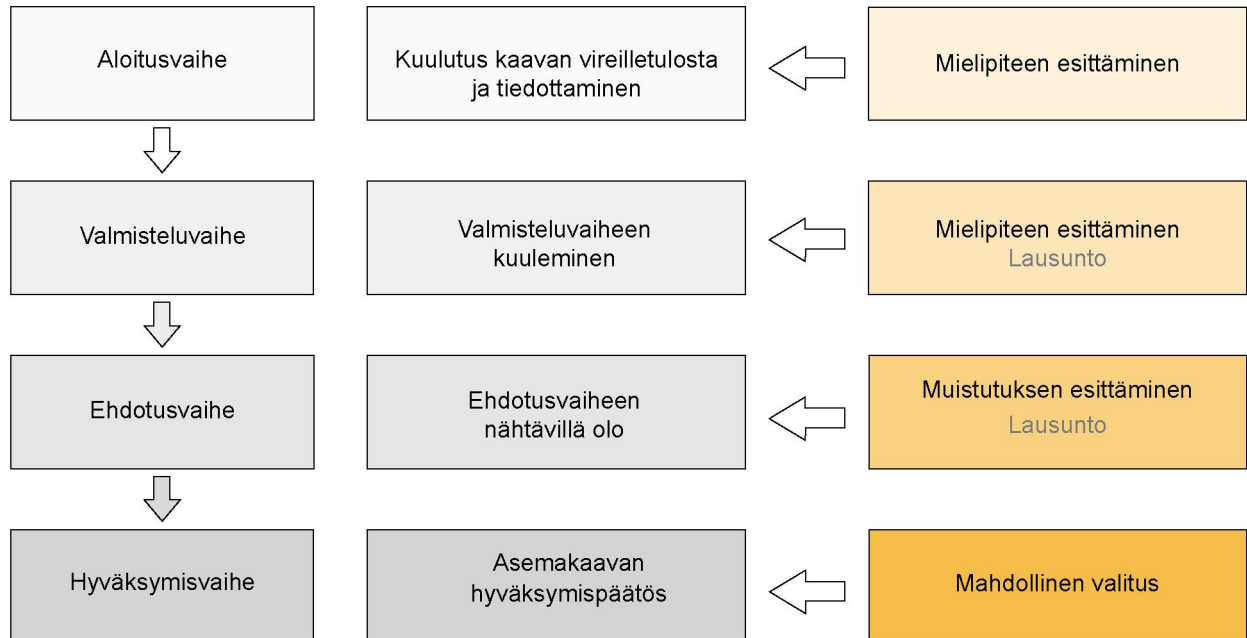 Aloitusvaihe
Kuulutus kaavan vireilletulosta
ja tiedottaminen
Mielipiteen esittäminen
Valmisteluvaihe
Valmisteluvaiheen
kuuleminen
Mielipiteen esittäminen
Lausunto
Ehdotusvaihe
Ehdotusvaiheen
nähtävillä olo
Muistutuksen esittäminen
Lausunto
Hyväksymisvaihe
Asemakaavan
hyväksymispäätös
Mahdollinen valitus